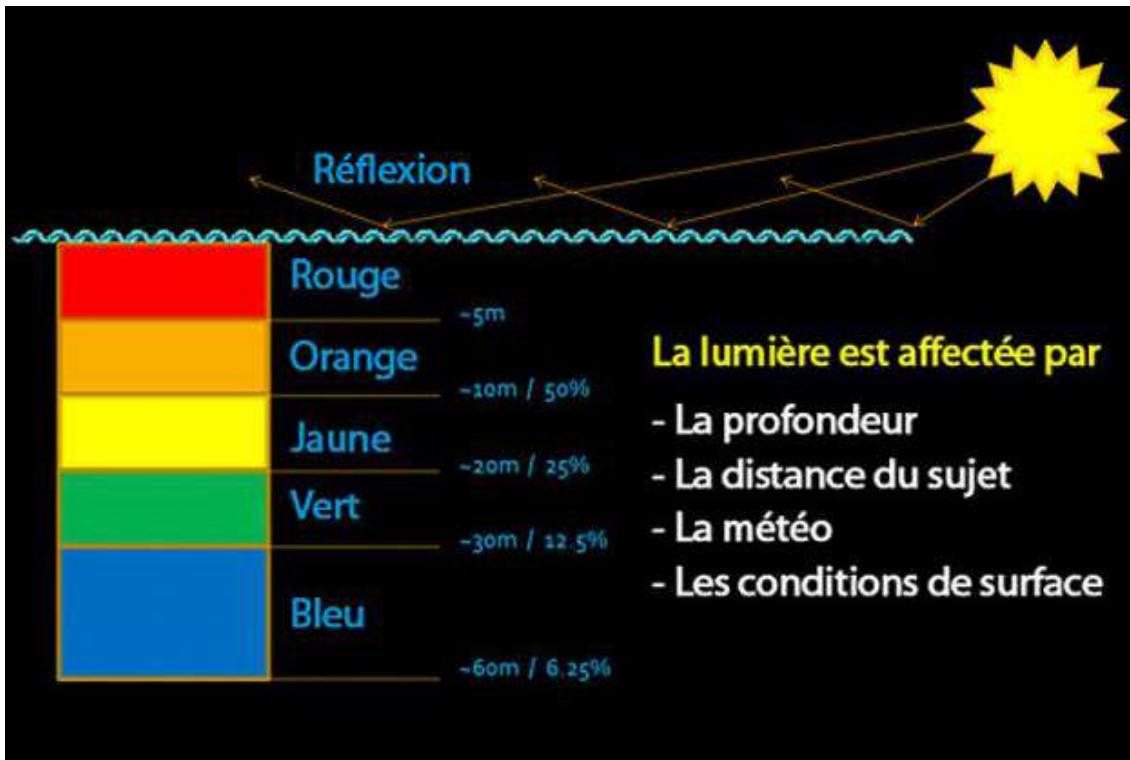 Réflexion
Rouge
~5m
Orange
~10m / 50%
Jaune
~20m / 25%
Vert
~30m / 12.5%
Bleu
~60m / 6.25%
La lumière est affectée par
- La profondeur
- La distance du sujet
- La météo
- Les conditions de surface